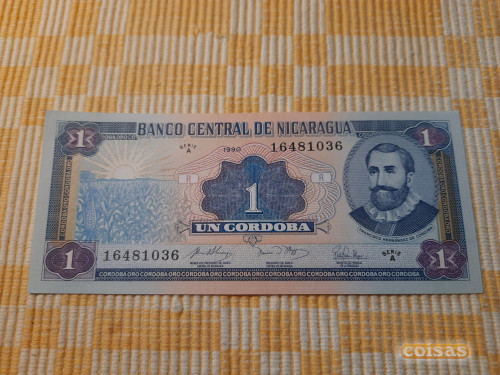 BANCO CENTRAL DE NICARAGUA
1
1
SERIE
A
1990
16481036
R
R
1
UN CORDOBA
FRANCISCO HERNANDEZ DE CORDOBA
16481036
SERIE
A
1
1
CORDOBA ORO CORDOBA ORO CORDOBA ORO CORDOBA ORO CORDOBA ORO CORDOBA ORO CORDOBA
coisas